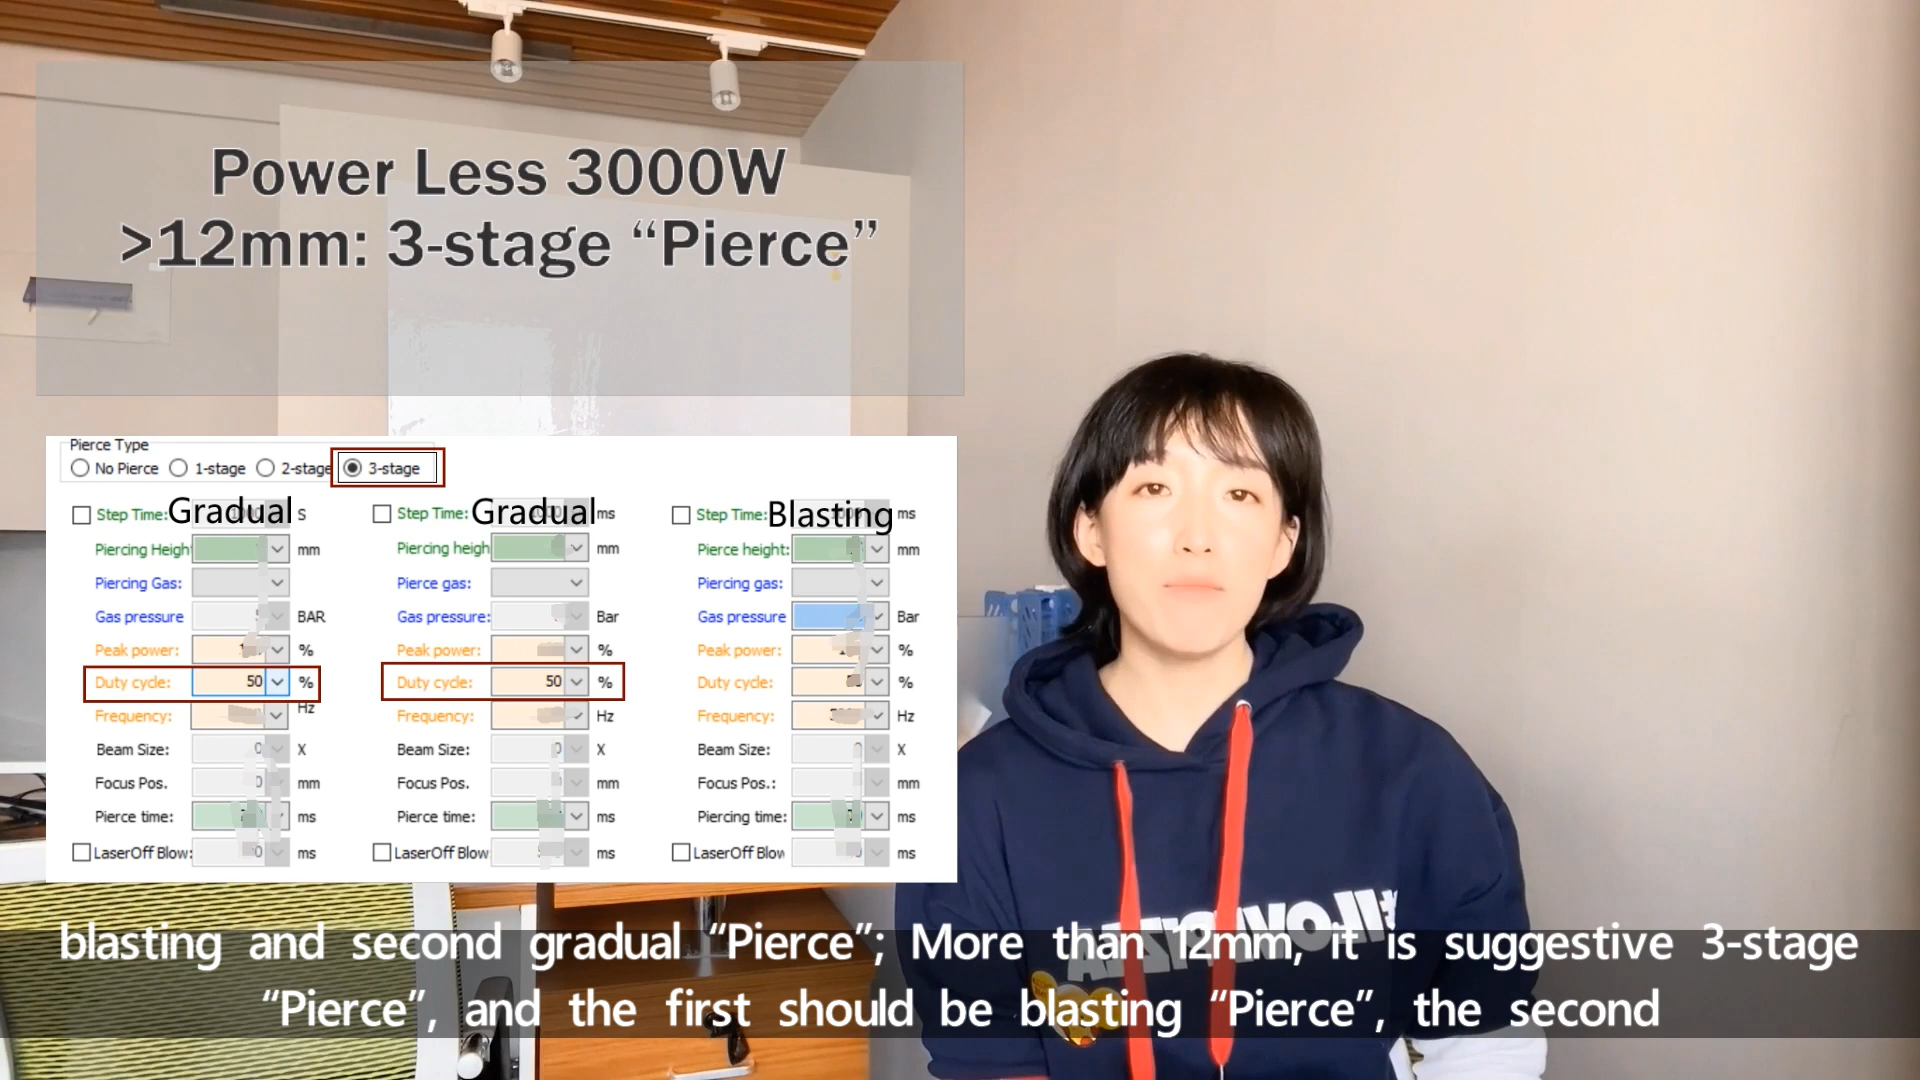 Power Less 3000W
>12mm: 3-stage “Pierce”
Pierce Type
No Pierce 1-stage 2-stage 3-stage
Step Time: Gradual S
Piercing Heigh mm
Piercing Gas:
Gas pressure BAR
Peak power: %
Duty cycle: 50 %
Frequency: Hz
Beam Size: 0 X
Focus Pos. 0 mm
Pierce time: ms
LaserOff Blow: 0 ms
Step Time: Gradual ms
Piercing heigh mm
Pierce gas:
Gas pressure: Bar
Peak power: %
Duty cycle: 50 %
Frequency: Hz
Beam Size: 0 X
Focus Pos. mm
Pierce time: ms
LaserOff Blow ms
Step Time: Blasting ms
Pierce height: mm
Piercing gas:
Gas pressure Bar
Peak power: %
Duty cycle: %
Frequency: Hz
Beam Size: X
Focus Pos.: mm
Piercing time: ms
LaserOff Blow ms
blasting and second gradual “Pierce”; More than 12mm, it is suggestive 3-stage
“Pierce”, and the first should be blasting “Pierce”, the second